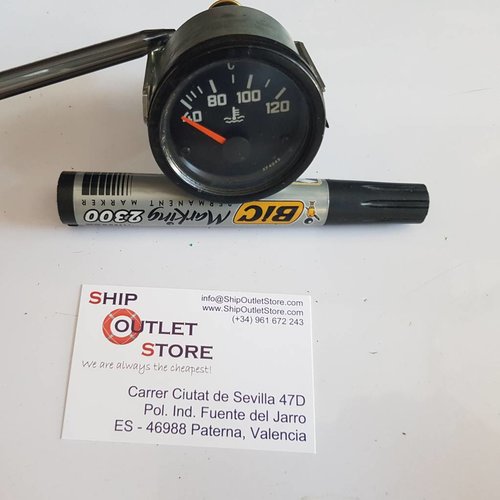 °C
40 60 80 100 120
BIC
Marking 2300
PERMANENT MARKER
SHIP
OUTLET
STORE
We are always the cheapest!
info@ShipOutletStore.com
www.ShipOutletStore.com
(+34) 961 672 243
Carrer Ciutat de Sevilla 47D
Pol. Ind. Fuente del Jarro
ES - 46988 Paterna, Valencia